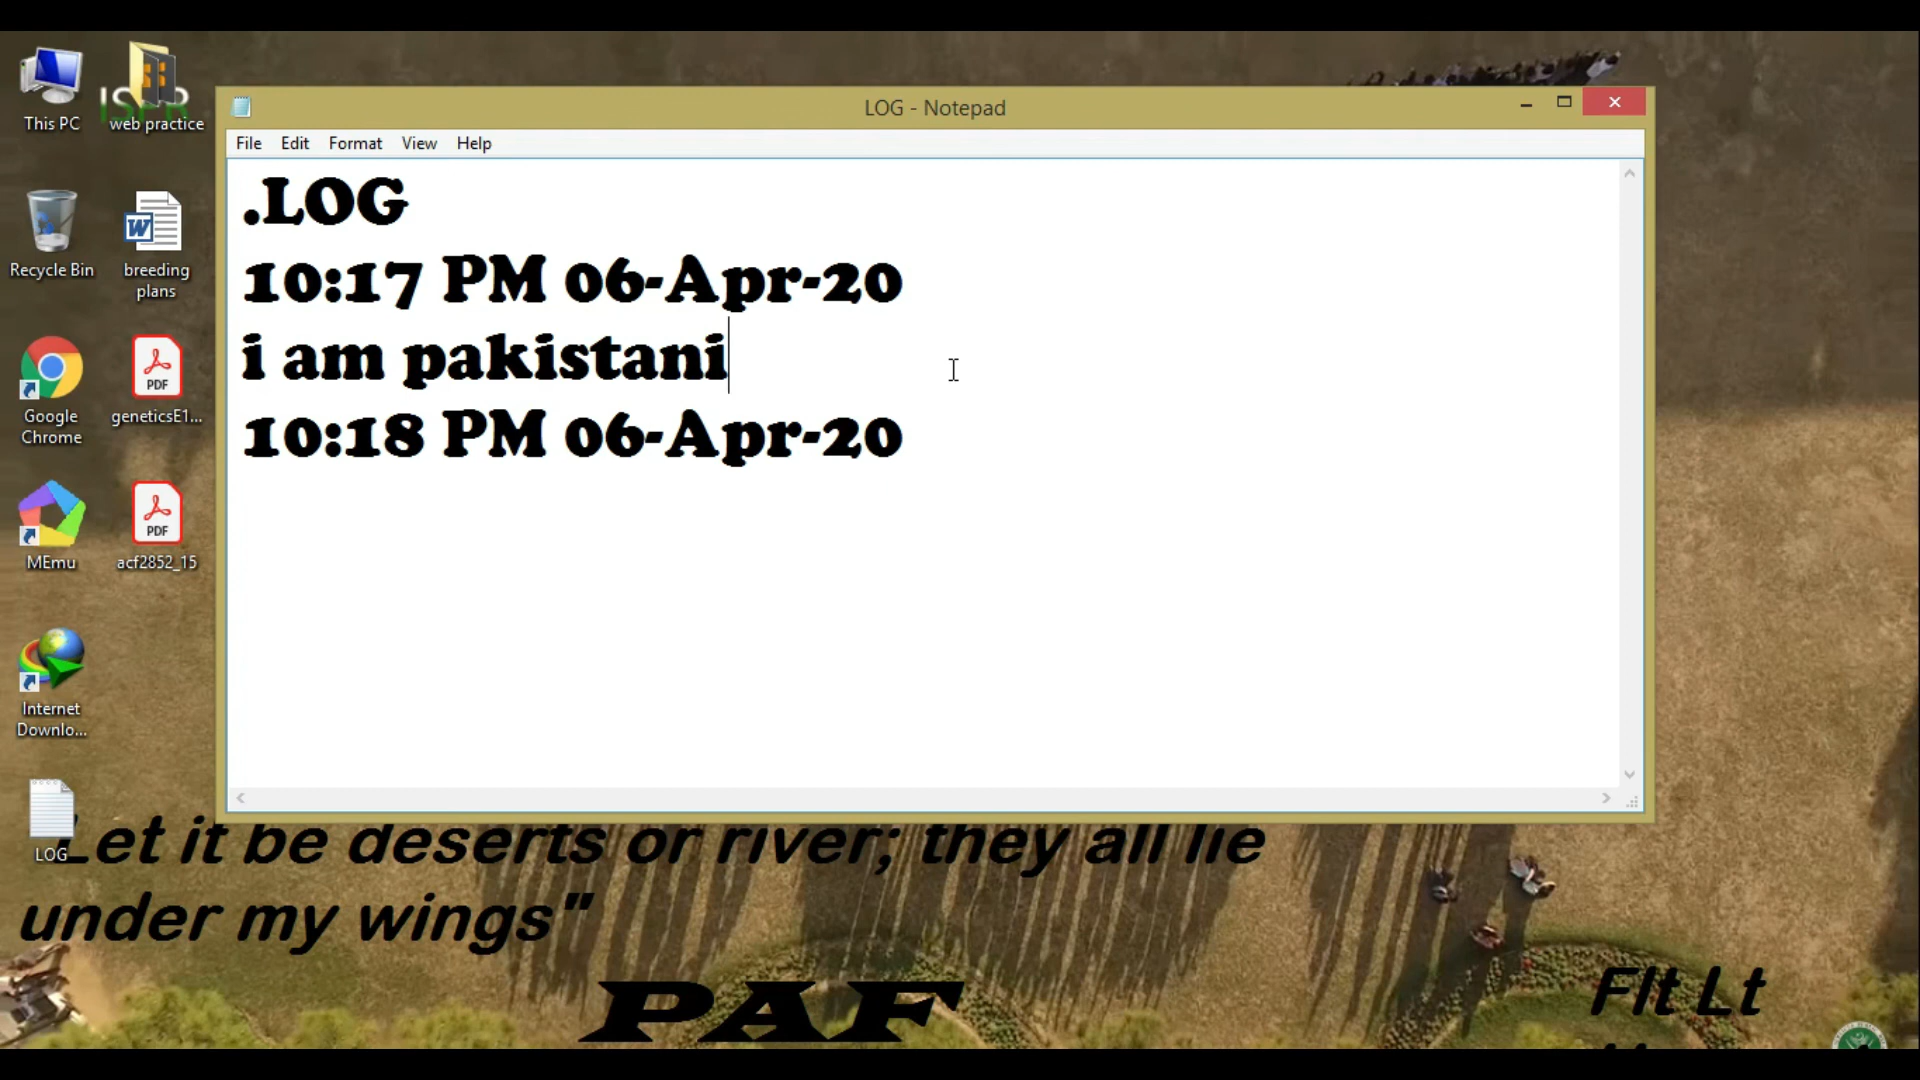 This PC
ISPR
web practice
Recycle Bin
breeding
plans
Google
Chrome
geneticsE1...
PDF
MEmu
acf2852_15
PDF
Internet
Downlo...
LOG
LOG - Notepad
File Edit Format View Help
.LOG
10:17 PM 06-Apr-20
i am pakistani
10:18 PM 06-Apr-20
Let it be deserts or river; they all lie
under my wings"
PAF
Flt Lt